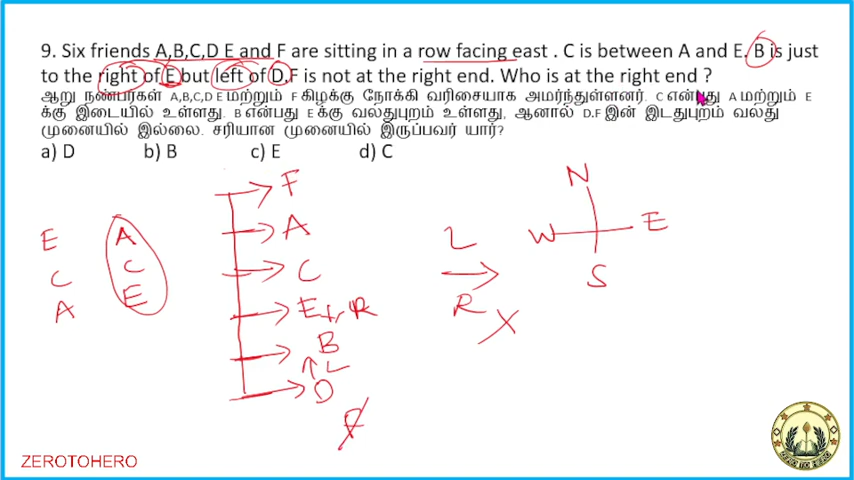 9. Six friends A,B,C,D E and F are sitting in a row facing east . C is between A and E. B is just
to the right of E but left of D,F is not at the right end. Who is at the right end ?
ஆறு நண்பர்கள் A,B,C,D E மற்றும் F கிழக்கு நோக்கி வரிசையாக அமர்ந்துள்ளனர். C என்பது A மற்றும் E
க்கு இடையில் உள்ளது. B என்பது E க்கு வலதுபுறம் உள்ளது, ஆனால் D.F இன் இடதுபுறம் வலது
முனையில் இல்லை. சரியான முனையில் இருப்பவர் யார்?
a) D b) B c) E d) C
F
N
E A A L W E
C C C S
A E E R R
B
L
D
F
ZEROTOHERO